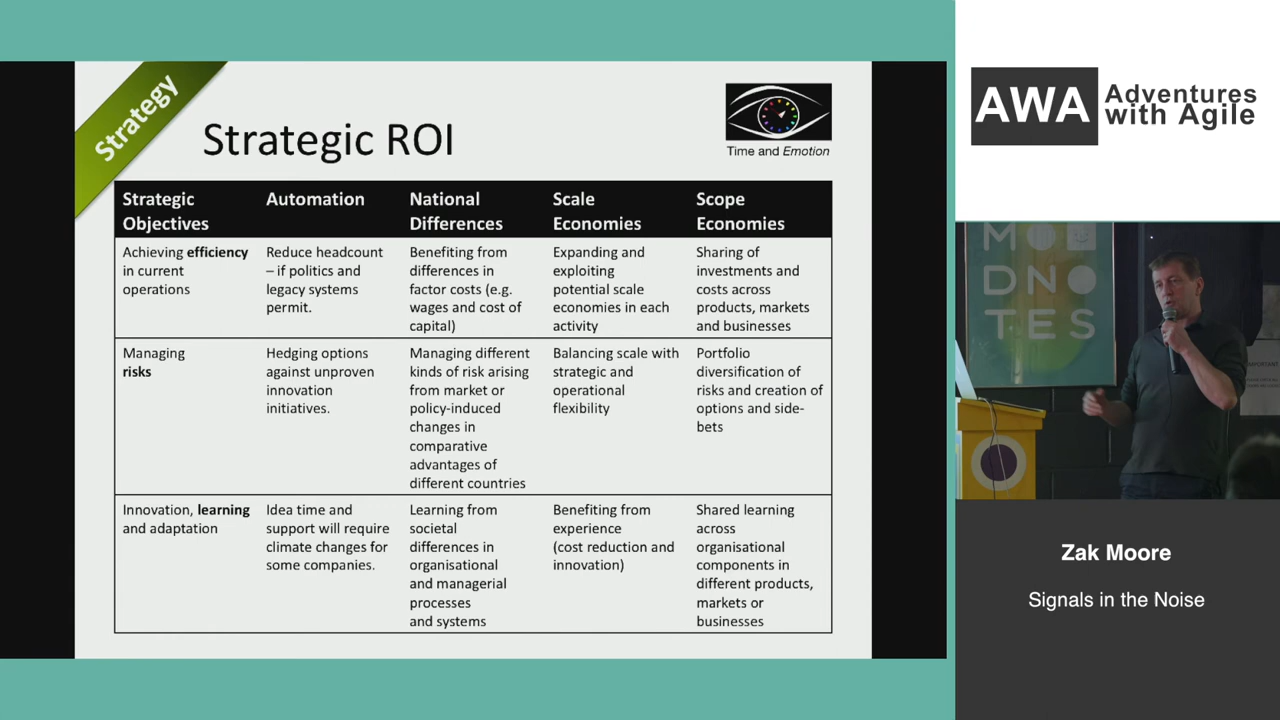 Strategy
Strategic ROI
Time and Emotion
Strategic
Objectives
Automation
National
Differences
Scale
Economies
Scope
Economies
Achieving efficiency
in current
operations
Reduce headcount
– if politics and
legacy systems
permit.
Benefiting from
differences in
factor costs (e.g.
wages and cost of
capital)
Expanding and
exploiting
potential scale
economies in each
activity
Sharing of
investments and
costs across
products, markets
and businesses
Managing
risks
Hedging options
against unproven
innovation
initiatives.
Managing different
kinds of risk arising
from market or
policy-induced
changes in
comparative
advantages of
different countries
Balancing scale with
strategic and
operational
flexibility
Portfolio
diversification of
risks and creation of
options and side-
bets
Innovation, learning
and adaptation
Idea time and
support will require
climate changes for
some companies.
Learning from
societal
differences in
organisational
and managerial
processes
and systems
Benefiting from
experience
(cost reduction and
innovation)
Shared learning
across
organisational
components in
different products,
markets or
businesses
AWA
Adventures
with Agile
DNO
TES
Zak Moore
Signals in the Noise